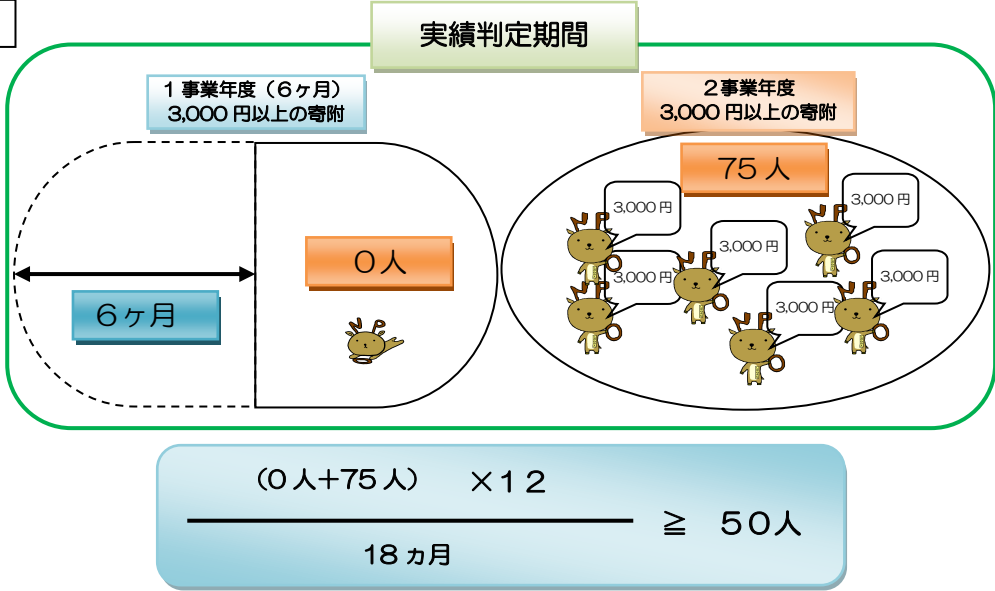 実績判定期間
1 事業年度(6ヶ月)
3,000 円以上の寄附
2事業年度
3,000 円以上の寄附
75 人
3,000 円
3,000 円
3,000 円
3,000 円
3,000 円
3,000 円
0人
6ヶ月
(0 人+75 人) ×12
18 ヵ月
≧ 50人